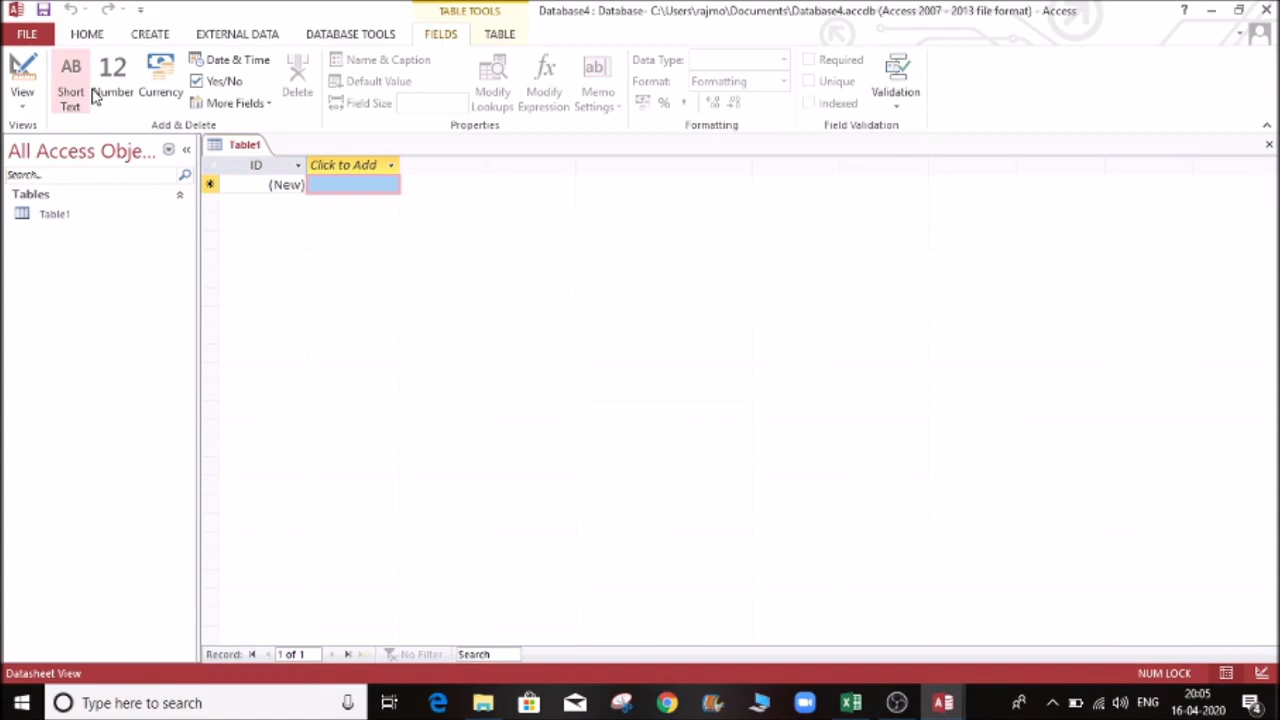 TABLE TOOLS
Database4 : Database- C:\Users\rajmo\Documents\Database4.accdb (Access 2007 - 2013 file format) - Access
?
FILE HOME CREATE EXTERNAL DATA DATABASE TOOLS FIELDS TABLE
View
Views
AB
Short
Text
12
Number
Currency
Date & Time
Yes/No
More Fields
Delete
Add & Delete
Name & Caption
Default Value
Field Size
fx
ab|
Modify
Lookups
Modify
Expression
Memo
Settings
Properties
Data Type:
Format: Formatting
% ,
Formatting
Required
Unique
Indexed
Validation
Field Validation
All Access Obje...
Search..
Tables
Table1
Table1
ID Click to Add
(New)
Record: 1 of 1 No Filter Search
Datasheet View
NUM LOCK
Type here to search
ENG
20:05
16-04-2020
4